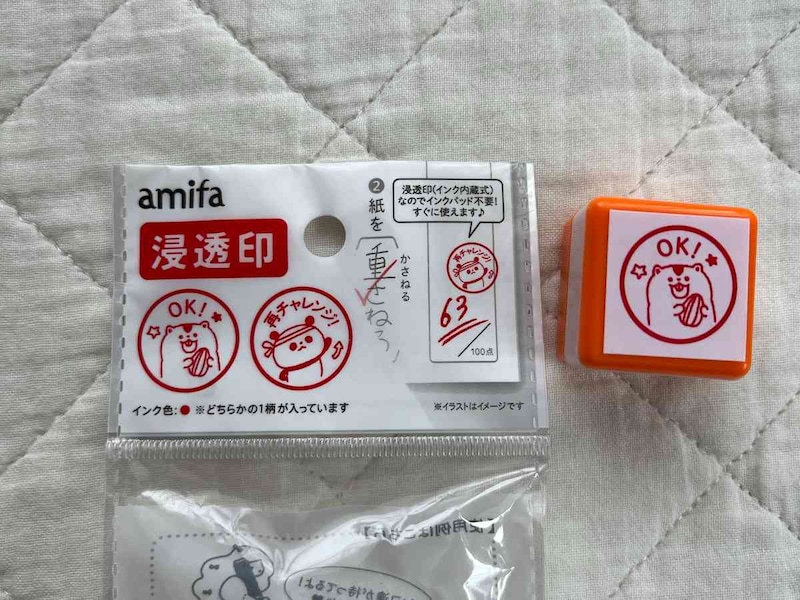 amifa
浸透印
OK!
再チャレンジ!
インク色:●※どちらかの1柄が入っています
❷紙を
かさねる
浸透印(インク内蔵式)
なのでインクパッド不要!
すぐに使えます♪
再チャレンジ!
63
100点
※イラストはイメージです
OK!